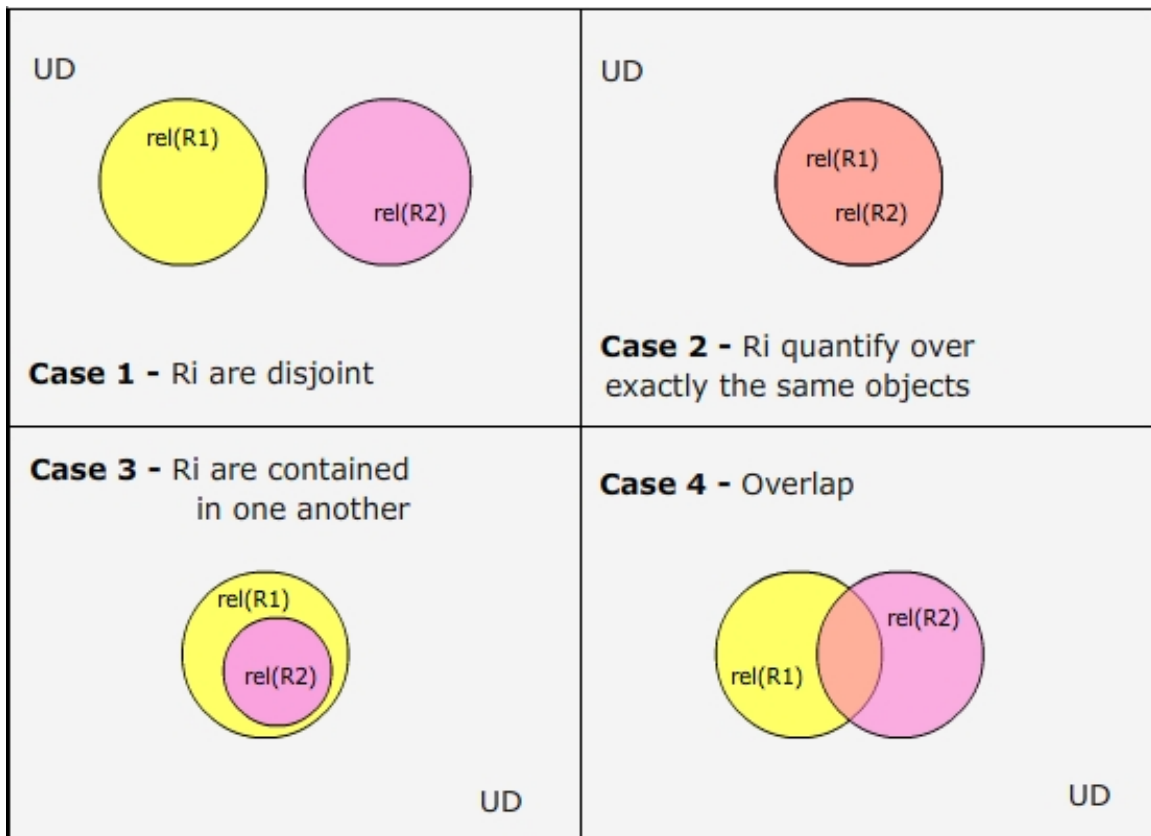 UD
rel(R1)
rel(R2)
Case 1 - Ri are disjoint
UD
rel(R1)
rel(R2)
Case 2 - Ri quantify over
exactly the same objects
Case 3 - Ri are contained
in one another
rel(R1)
rel(R2)
UD
Case 4 - Overlap
rel(R2)
rel(R1)
UD